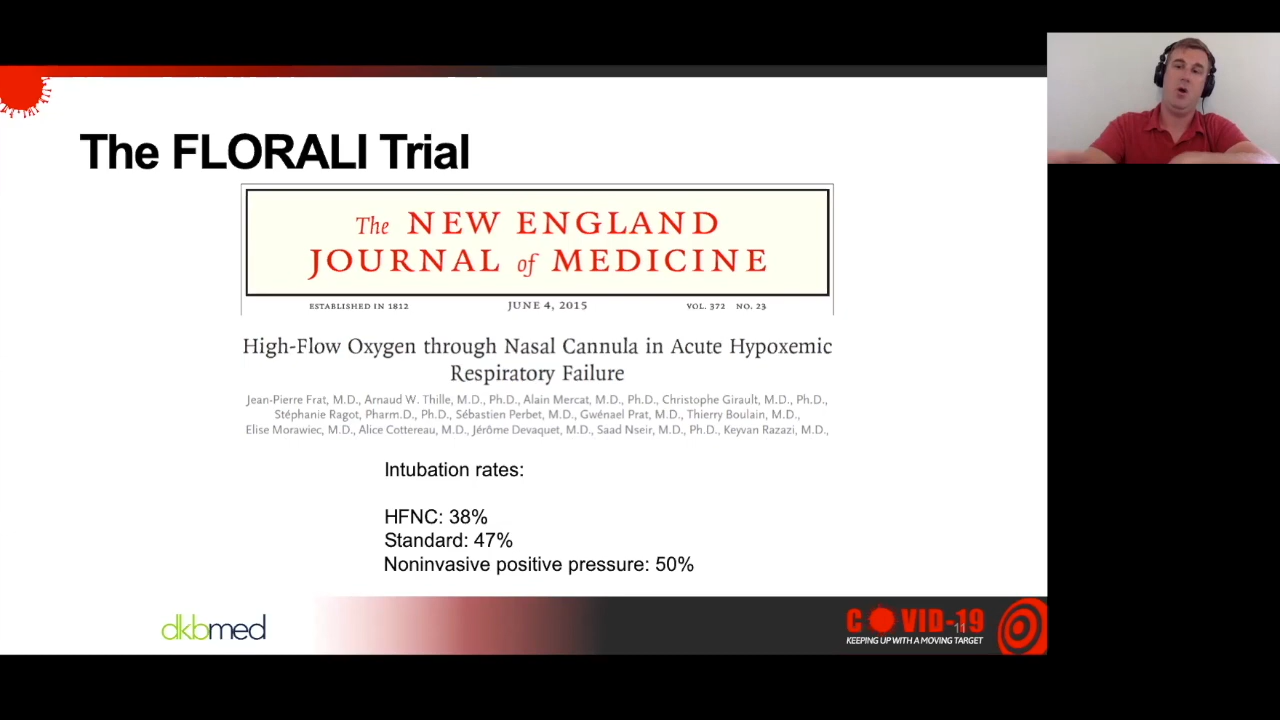 The FLORALI Trial
The NEW ENGLAND
JOURNAL of MEDICINE
ESTABLISHED IN 1812 JUNE 4, 2015 VOL. 372 NO. 23
High-Flow Oxygen through Nasal Cannula in Acute Hypoxemic
Respiratory Failure
Jean-Pierre Frat, M.D., Arnaud W. Thille, M.D., Ph.D., Alain Mercat, M.D., Ph.D., Christophe Girault, M.D., Ph.D.,
Stéphanie Ragot, Pharm.D., Ph.D., Sébastien Perbet, M.D., Gwénael Prat, M.D., Thierry Boulain, M.D.,
Elise Morawiec, M.D., Alice Cottereau, M.D., Jérôme Devaquet, M.D., Saad Nseir, M.D., Ph.D., Keyvan Razazi, M.D.,
Intubation rates:
HFNC: 38%
Standard: 47%
Noninvasive positive pressure: 50%
dkbmed
COVID-19
11
KEEPING UP WITH A MOVING TARGET